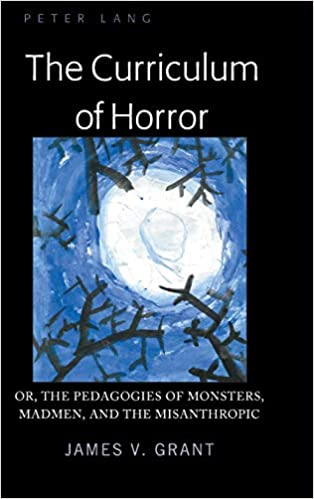 PETER LANG
The Curriculum
of Horror
OR, THE PEDAGOGIES OF MONSTERS,
MADMEN, AND THE MISANTHROPIC
JAMES V. GRANT